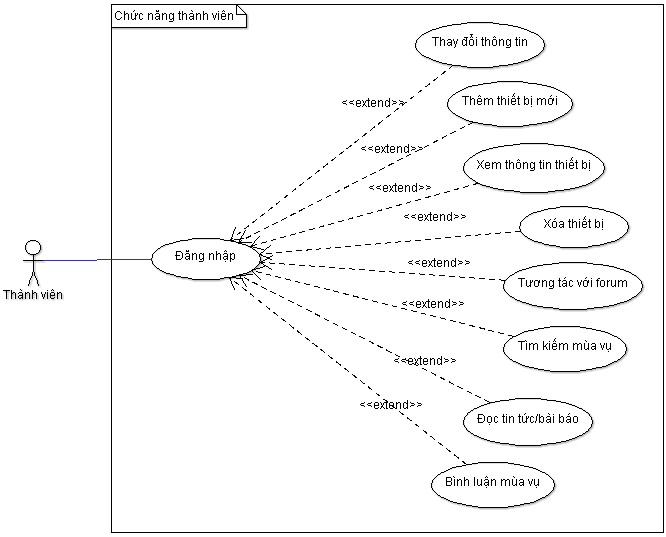 Chức năng thành viên
Thay đổi thông tin
<<extend>>
Thêm thiết bị mới
<<extend>>
Xem thông tin thiết bị
<<extend>>
<<extend>>
Xóa thiết bị
Đăng nhập
<<extend>>
Tương tác với forum
Thành viên
<<extend>>
Tìm kiếm mùa vụ
<<extend>>
<<extend>>
Đọc tin tức/bài báo
Bình luận mùa vụ